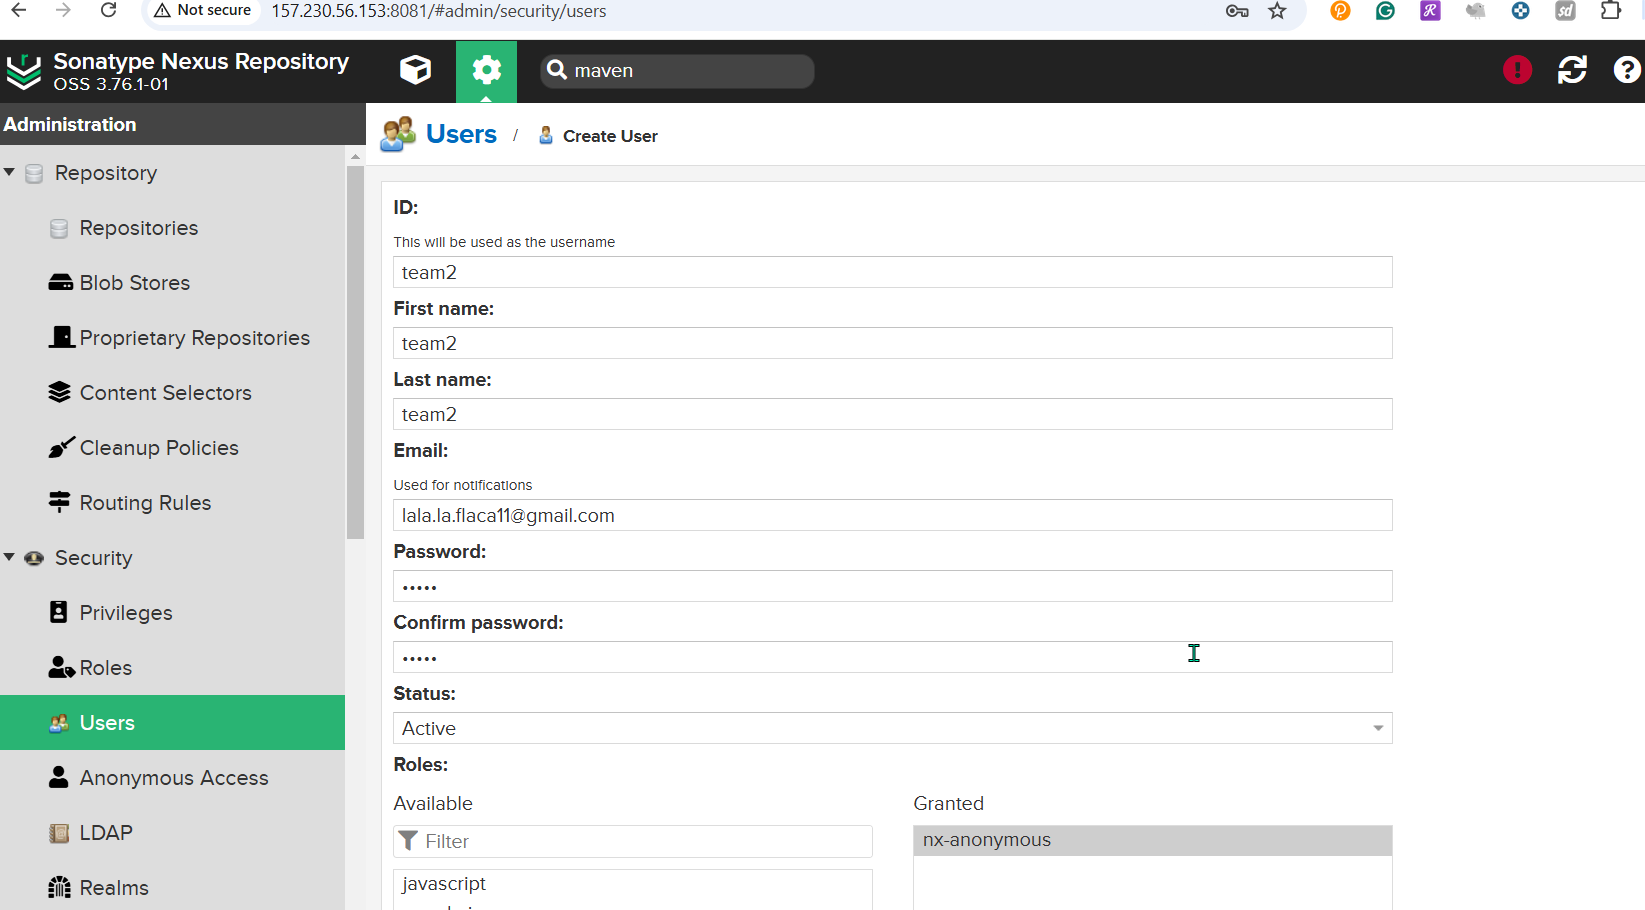 Not secure 157.230.56.153:8081/#admin/security/users
Sonatype Nexus Repository
OSS 3.76.1-01
maven
Administration
Users / Create User
Repository
Repositories
Blob Stores
Proprietary Repositories
Content Selectors
Cleanup Policies
Routing Rules
Security
Privileges
Roles
Users
Anonymous Access
LDAP
Realms
ID:
This will be used as the username
team2
First name:
team2
Last name:
team2
Email:
Used for notifications
lala.la.flaca11@gmail.com
Password:
•••••
Confirm password:
•••••
Status:
Active
Roles:
Available
Granted
Filter
nx-anonymous
javascript